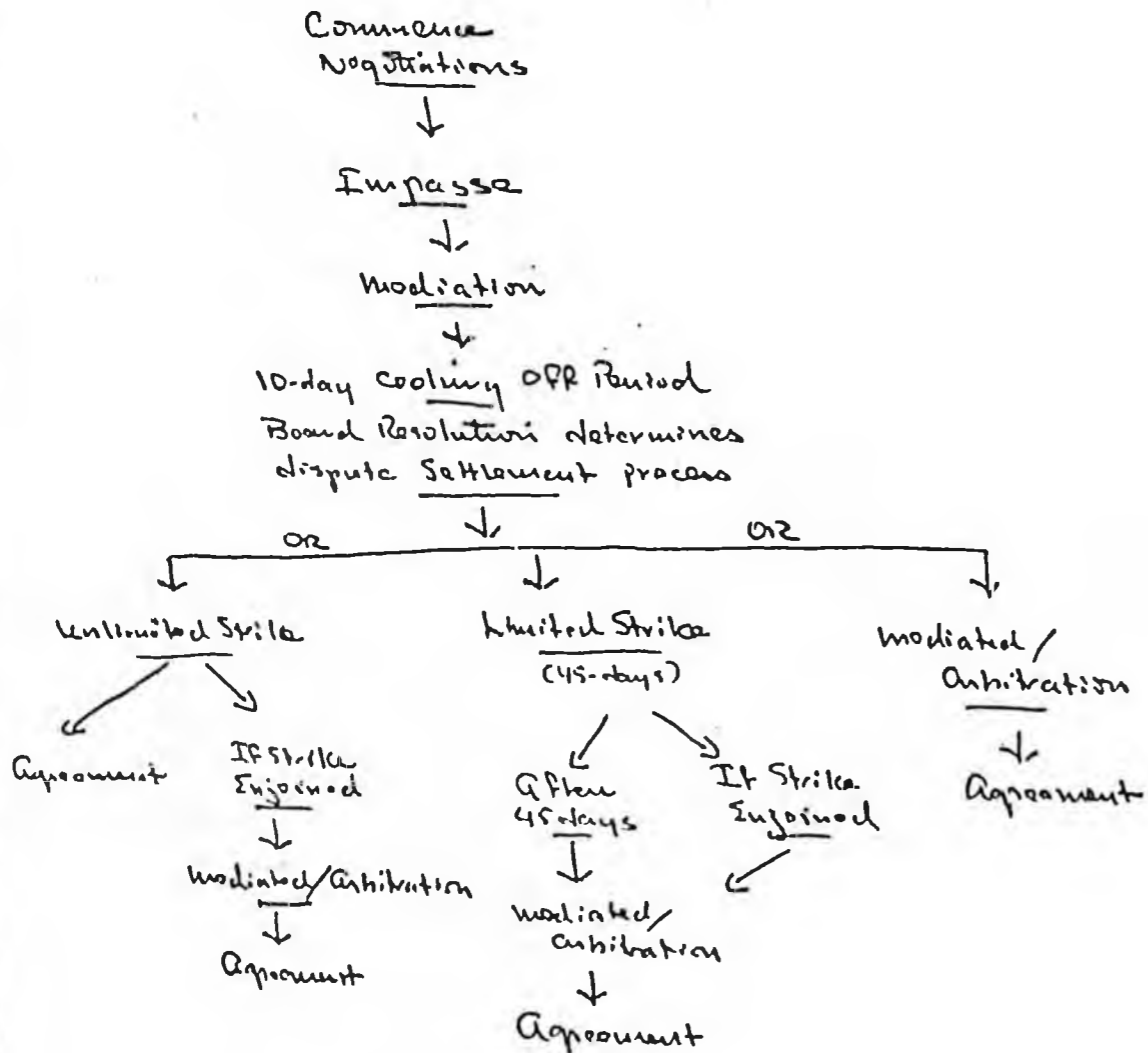 Commence
Negotiations
Impasse
Mediation
10-day Cooling Off Period
Board Resolution determines
dispute Settlement process
OR
OR
Unlimited Strike
Limited Strike
(45-days)
Mediated/
Arbitration
Agreement
If Strike
Enjoined
After
45-days
If Strike
Enjoined
Agreement
Mediated/Arbitration
Mediated/
Arbitration
Agreement
Agreement